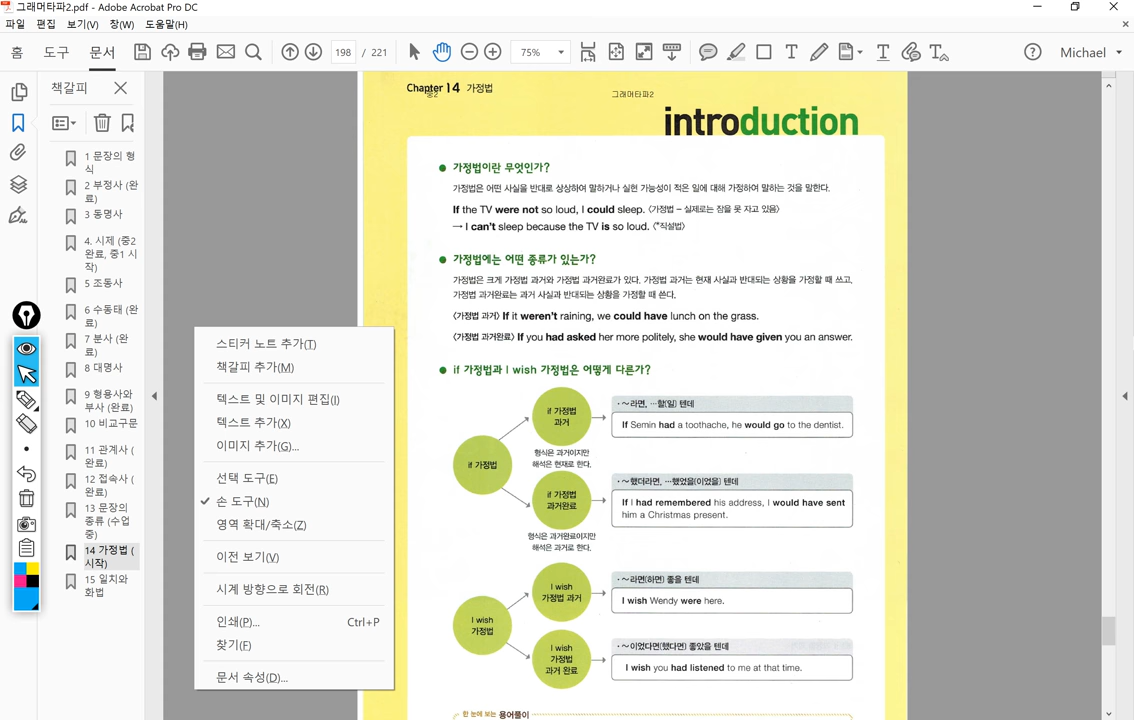 그래머타파2.pdf - Adobe Acrobat Pro DC
파일 편집 보기(V) 창(W) 도움말(H)
홈 도구 문서 198 / 221 75% Michael
책갈피
1 문장의 형
식
2 부정사 (완
료)
3 동명사
4. 시제 (중2
완료, 중1 시
작)
5 조동사
6 수동태 (완
료)
7 분사 (완
료)
8 대명사
9 형용사와
부사 (완료)
10 비교구문
11 관계사 (
완료)
12 접속사 (
완료)
13 문장의
종류 (수업
중)
14 가정법 (
시작)
15 일치와
화법
스티커 노트 추가(T)
책갈피 추가(M)
텍스트 및 이미지 편집(I)
텍스트 추가(X)
이미지 추가(G)...
선택 도구(E)
손 도구(N)
영역 확대/축소(Z)
이전 보기(V)
시계 방향으로 회전(R)
인쇄(P)... Ctrl+P
찾기(F)
문서 속성(D)...
Chapter 14 가정법
중2 그래머타파2
introduction
가정법이란 무엇인가?
가정법은 어떤 사실을 반대로 상상하여 말하거나 실현 가능성이 적은 일에 대해 가정하여 말하는 것을 말한다.
If the TV were not so loud, I could sleep. 〈가정법 – 실제로는 잠을 못 자고 있음〉
→ I can't sleep because the TV is so loud. 〈*직설법〉
가정법에는 어떤 종류가 있는가?
가정법은 크게 가정법 과거와 가정법 과거완료가 있다. 가정법 과거는 현재 사실과 반대되는 상황을 가정할 때 쓰고,
가정법 과거완료는 과거 사실과 반대되는 상황을 가정할 때 쓴다.
〈가정법 과거〉 If it weren't raining, we could have lunch on the grass.
〈가정법 과거완료〉 If you had asked her more politely, she would have given you an answer.
if 가정법과 I wish 가정법은 어떻게 다른가?
if 가정법
if 가정법
과거
형식은 과거이지만
해석은 현재로 한다.
· ~라면, …할(일) 텐데
If Semin had a toothache, he would go to the dentist.
if 가정법
과거완료
형식은 과거완료이지만
해석은 과거로 한다.
· ~했더라면, …했었을(이었을) 텐데
If I had remembered his address, I would have sent
him a Christmas present.
I wish
가정법
I wish
가정법 과거
· ~라면(하면) 좋을 텐데
I wish Wendy were here.
I wish
가정법
과거 완료
· ~이었다면(했다면) 좋았을 텐데
I wish you had listened to me at that time.
한 눈에 보는 용어풀이